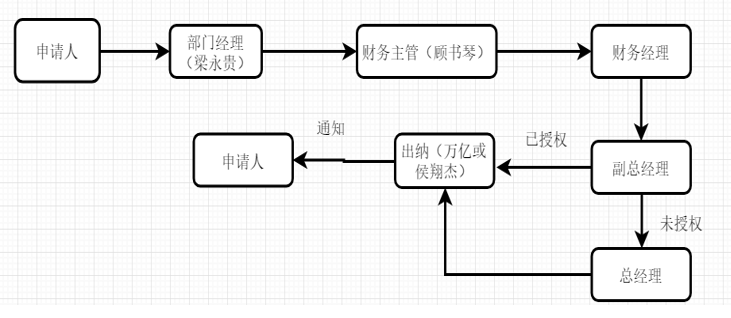 申请人
部门经理
（梁永贵）
财务主管（顾书琴）
财务经理
通知
已授权
申请人
出纳（万亿或
侯翔杰）
副总经理
未授权
总经理